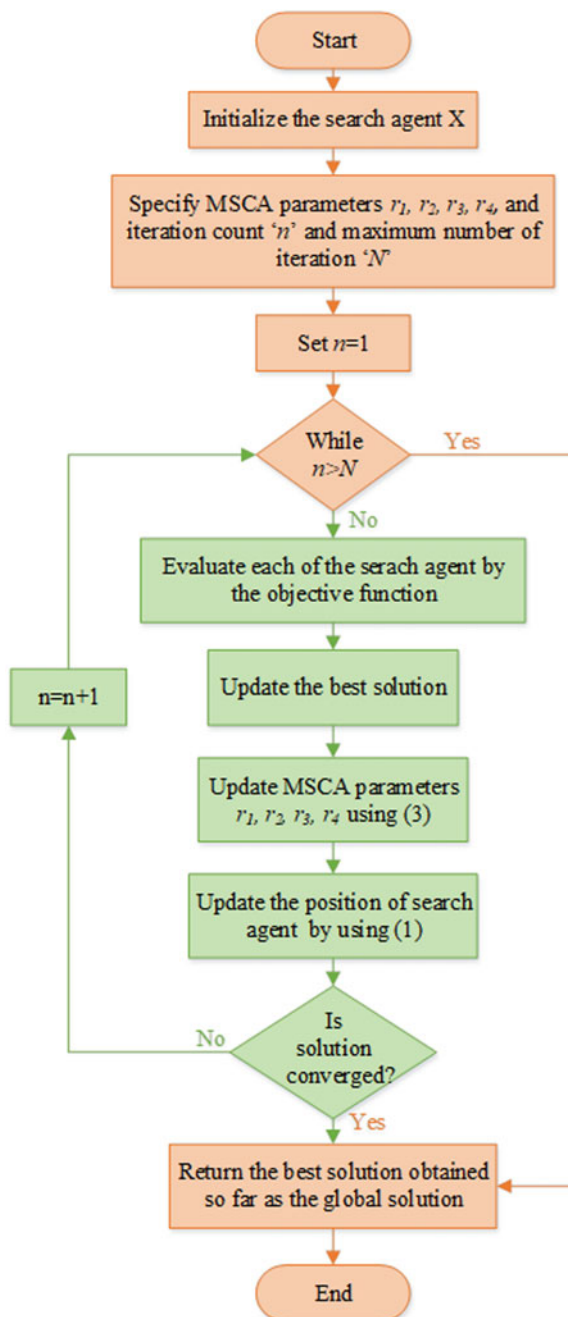 Start
Initialize the search agent X
Specify MSCA parameters r1, r2, r3, r4, and
iteration count ‘n’ and maximum number of
iteration ‘N’
Set n=1
While
n>N
Yes
No
Evaluate each of the serach agent by
the objective function
Update the best solution
n=n+1
Update MSCA parameters
r1, r2, r3, r4 using (3)
Update the position of search
agent by using (1)
Is
solution
converged?
No
Yes
Return the best solution obtained
so far as the global solution
End